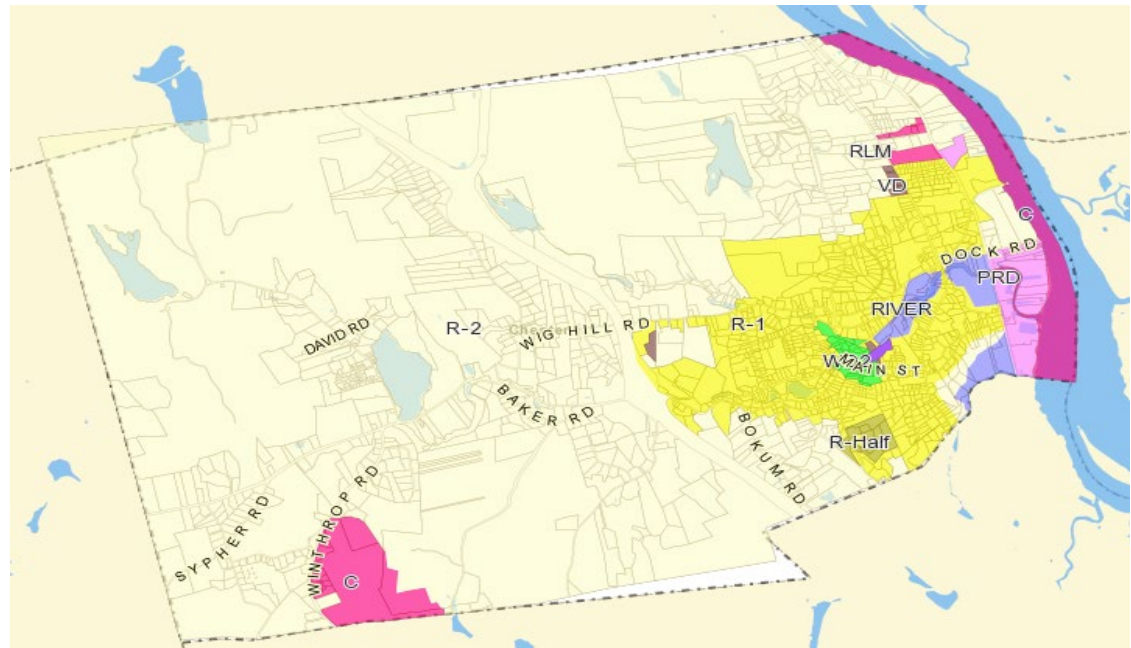 RLM
VD
C
DOCK RD
PRD
RIVER
R-1
R-2
Chester
WIG HILL RD
DAVID RD
MAIN ST
BAKER RD
R-Half
BOKUM RD
WINTHROP RD
SYPHER RD
C